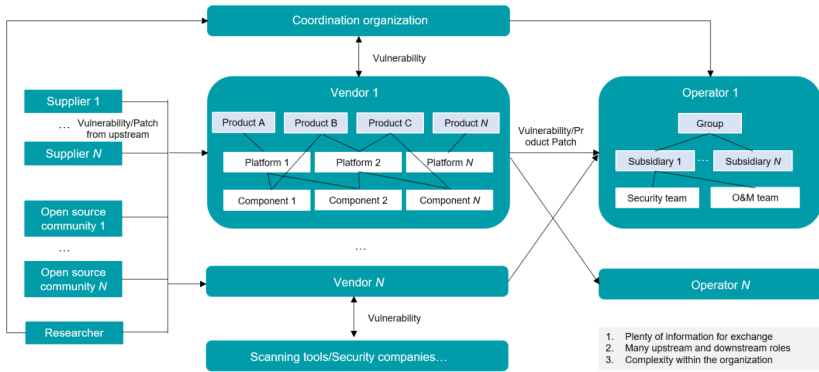 Coordination organization
Vulnerability
Supplier 1
...
Vulnerability/Patch
from upstream
Supplier N
Open source
community 1
...
Open source
community N
Researcher
Vendor 1
Product A
Product B
Product C
Product N
Platform 1
Platform 2
Platform N
Component 1
Component 2
Component N
...
Vendor N
Vulnerability
Scanning tools/Security companies...
Vulnerability/Pr
oduct Patch
Operator 1
Group
Subsidiary 1
...
Subsidiary N
Security team
O&M team
Operator N
1. Plenty of information for exchange
2. Many upstream and downstream roles
3. Complexity within the organization